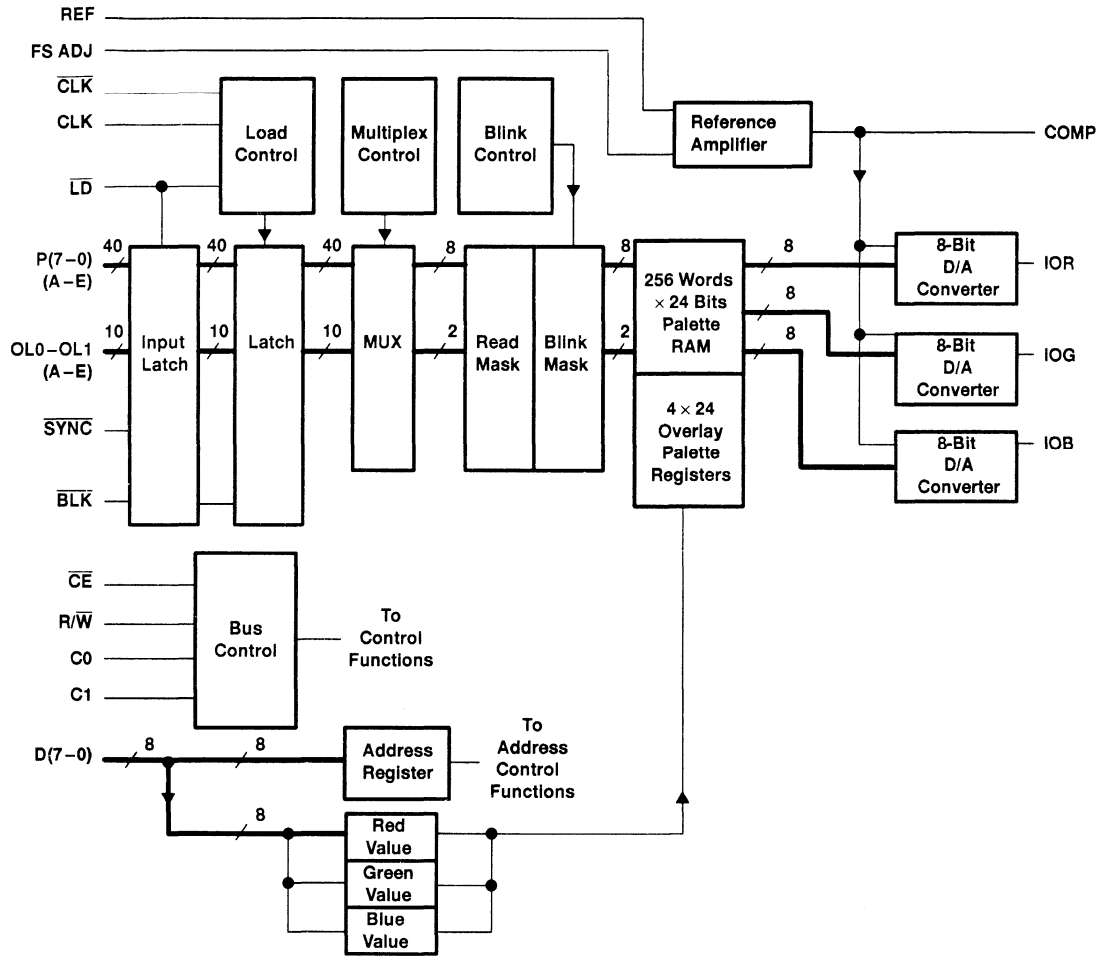 REF
FS ADJ
CLK
CLK
LD
Load
Control
Multiplex
Control
Blink
Control
Reference
Amplifier
COMP
P(7–0)
(A–E)
40
40
40
8
8
OL0–OL1
(A–E)
10
10
10
2
2
Input
Latch
Latch
MUX
Read
Mask
Blink
Mask
SYNC
BLK
256 Words
× 24 Bits
Palette
RAM
4 × 24
Overlay
Palette
Registers
8
8
8
8-Bit
D/A
Converter
IOR
8-Bit
D/A
Converter
IOG
8-Bit
D/A
Converter
IOB
CE
R/W
C0
C1
Bus
Control
To
Control
Functions
D(7–0)
8
8
Address
Register
To
Address
Control
Functions
8
Red
Value
Green
Value
Blue
Value